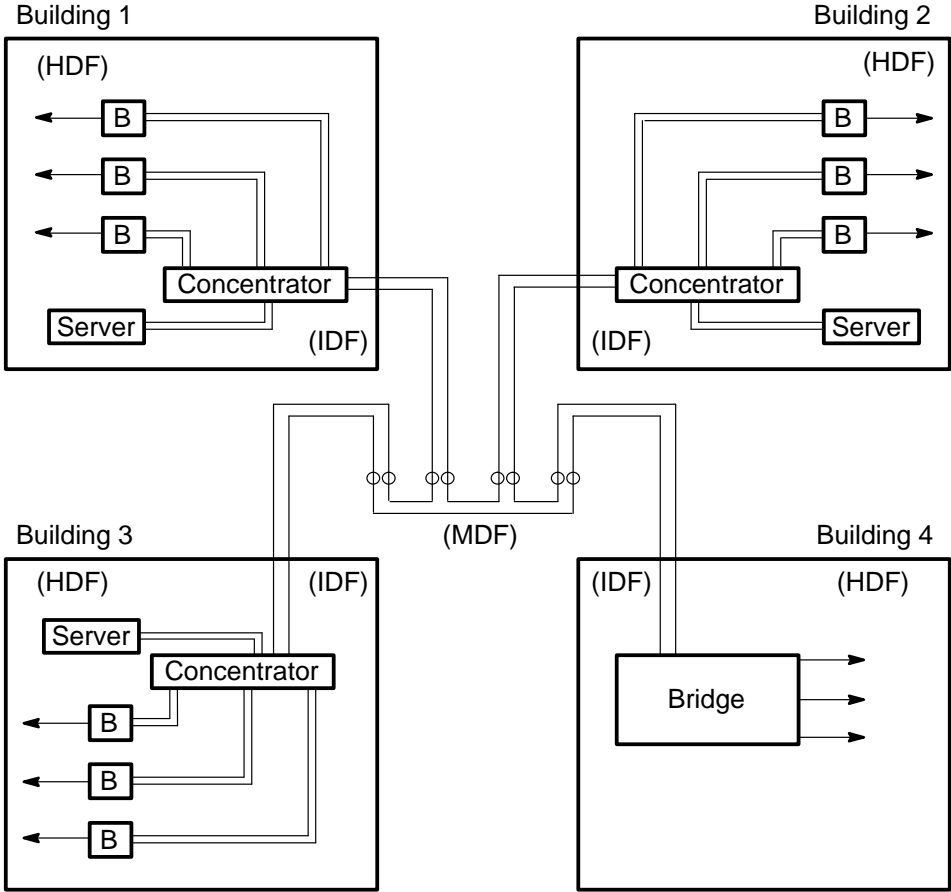 Building 1
(HDF)
B
B
B
Concentrator
Server
(IDF)
Building 2
(HDF)
B
B
B
Concentrator
(IDF)
Server
(MDF)
Building 3
(HDF)
(IDF)
Server
Concentrator
B
B
B
Building 4
(IDF)
(HDF)
Bridge